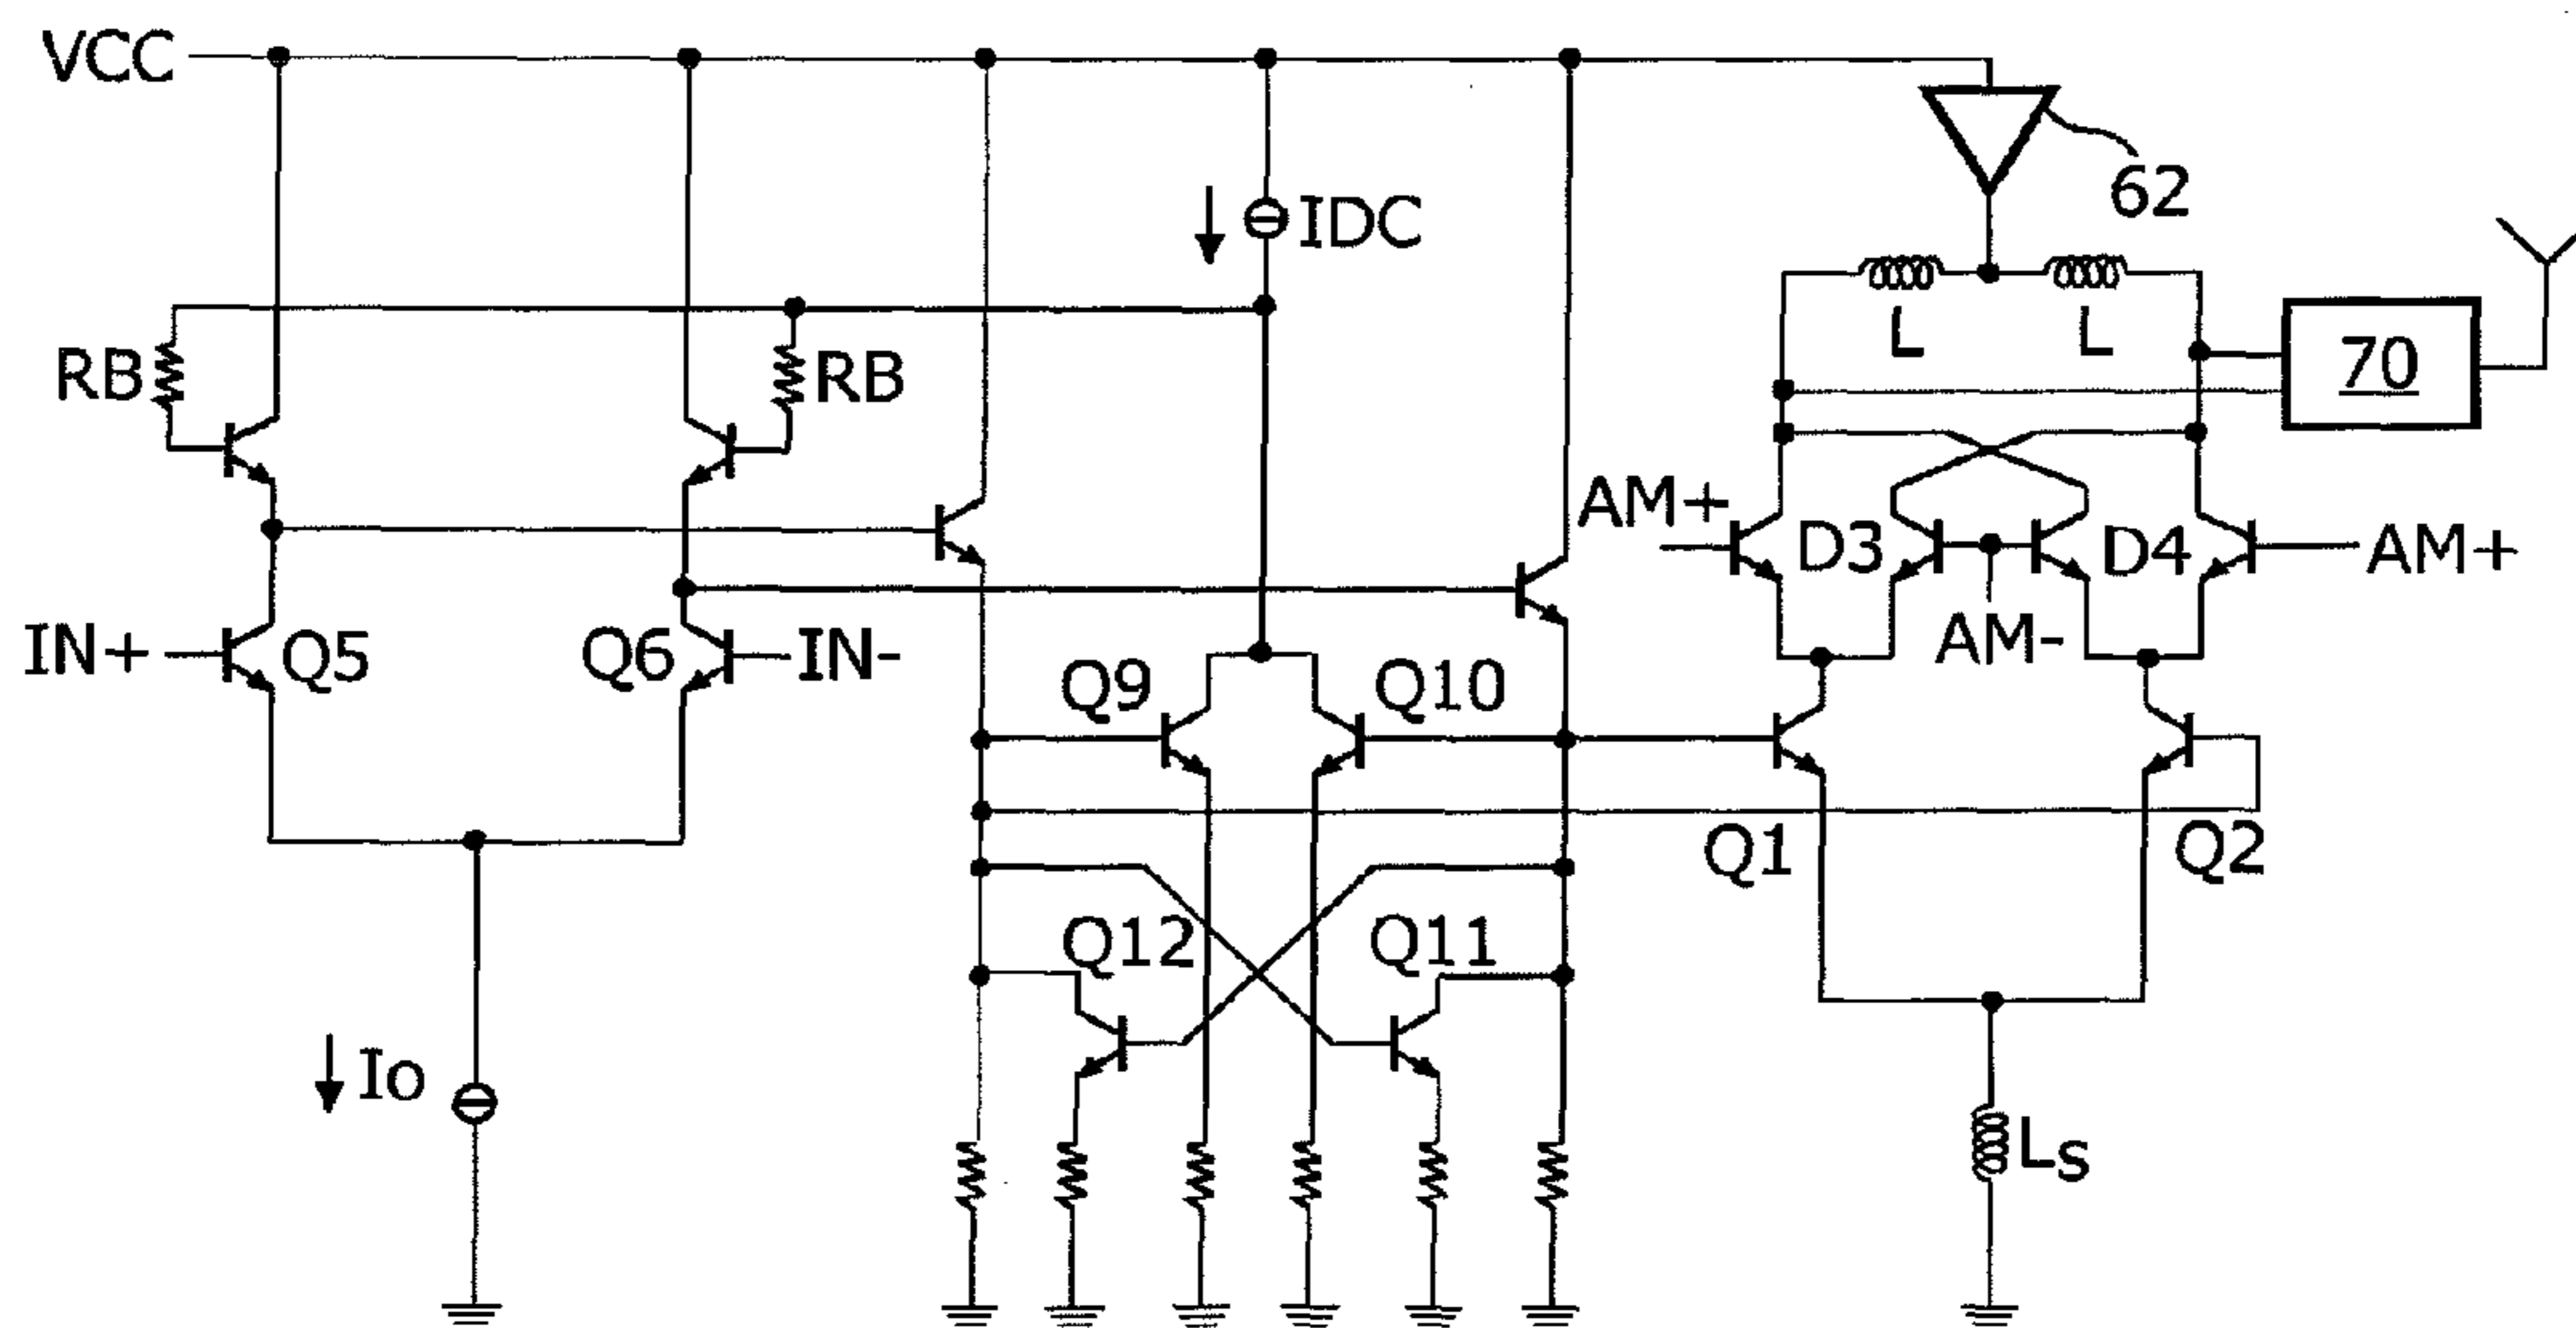 VCC
62
IDC
RB
RB
L
L
70
AM+
D3
D4
AM+
AM-
IN+
Q5
Q6
IN-
Q9
Q10
Q1
Q2
Q12
Q11
Io
LS